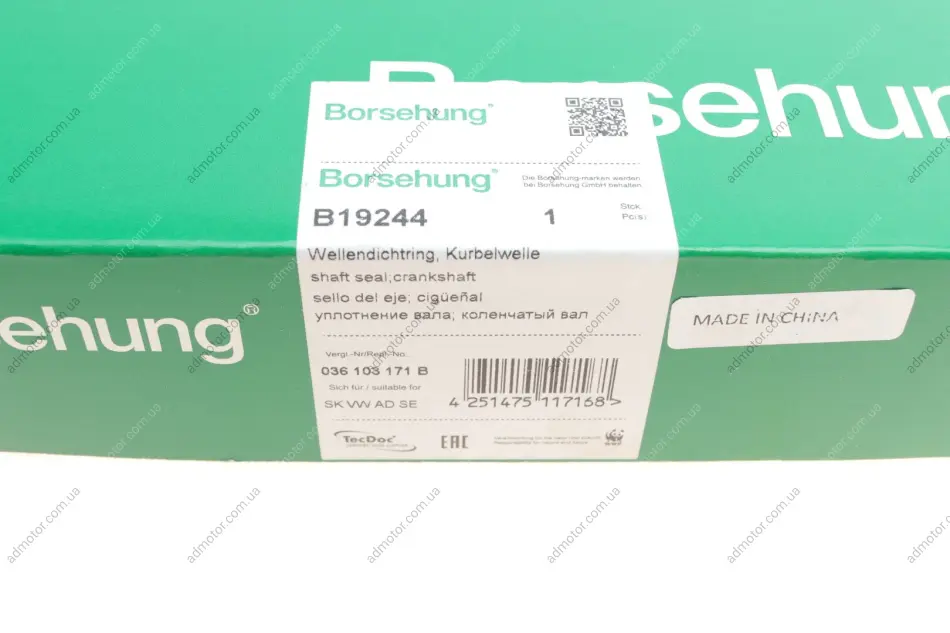 Borsehung
Borsehung®
Borsehung®
Die Borsehung-marken werden
bei Borsehung GmbH behalten
B19244
1
Stck.
Pc(s)
Wellendichtring, Kurbelwelle
shaft seal;crankshaft
sello del eje; cigüeñal
уплотнение вала; коленчатый вал
ehung®
MADE IN CHINA
Vergl.-Nr/Regl.-No.
036 103 171 B
Sich für / suitable for
SK VW AD SE
4 251475 117168 >
TecDoc®
EAC
admotor.com.ua